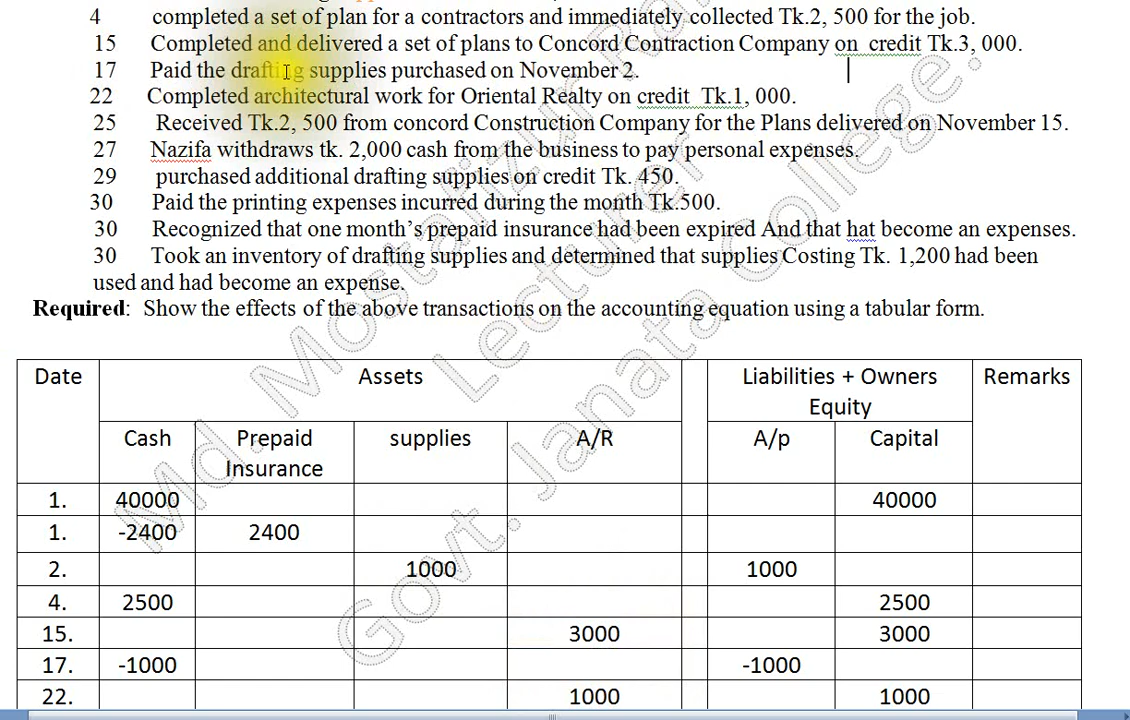 4 completed a set of plan for a contractors and immediately collected Tk.2, 500 for the job.
15 Completed and delivered a set of plans to Concord Contraction Company on credit Tk.3, 000.
17 Paid the drafting supplies purchased on November 2.
22 Completed architectural work for Oriental Realty on credit Tk.1, 000.
25 Received Tk.2, 500 from concord Construction Company for the Plans delivered on November 15.
27 Nazifa withdraws tk. 2,000 cash from the business to pay personal expenses.
29 purchased additional drafting supplies on credit Tk. 450.
30 Paid the printing expenses incurred during the month Tk.500.
30 Recognized that one month's prepaid insurance had been expired And that hat become an expenses.
30 Took an inventory of drafting supplies and determined that supplies Costing Tk. 1,200 had been
used and had become an expense.
Required: Show the effects of the above transactions on the accounting equation using a tabular form.
Date Assets Liabilities + Owners Equity Remarks
Cash Prepaid Insurance supplies A/R A/p Capital
1. 40000 40000
1. -2400 2400
2. 1000 1000
4. 2500 2500
15. 3000 3000
17. -1000 -1000
22. 1000 1000
Md. Mostafizur Ra
Lecturer
Govt. Janata College.